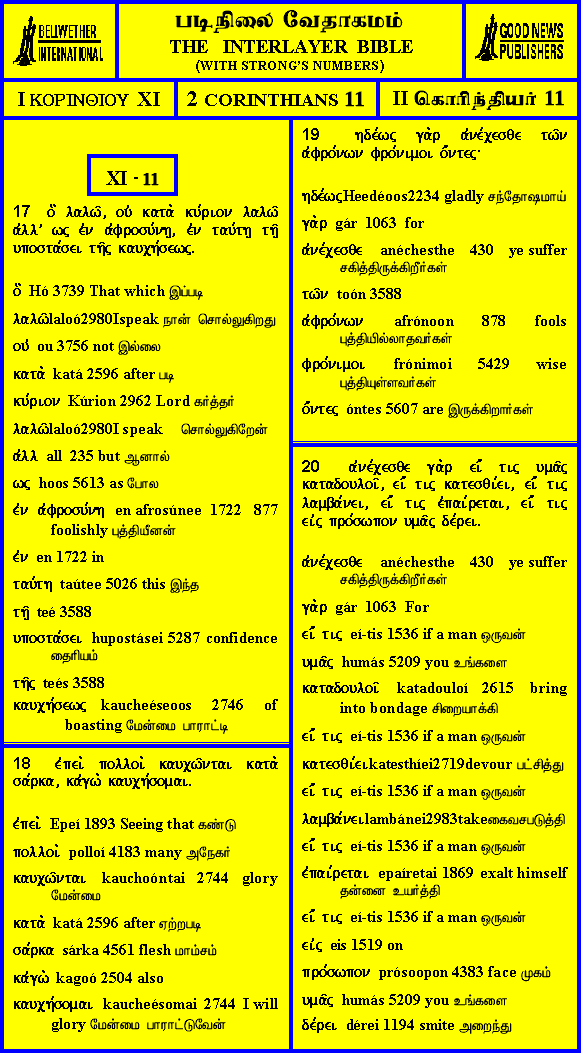 BELLWETHER
INTERNATIONAL
படிநிலை வேதாகமம்
THE INTERLAYER BIBLE
(WITH STRONG'S NUMBERS)
GOOD NEWS
PUBLISHERS
I ΚΟΡΙΝΘΙΟΥ XI
2 CORINTHIANS 11
II கொரிந்தியர் 11
XI - 11
17 ὃ λαλῶ, οὐ κατὰ κύριον λαλῶ
ἀλλ' ως ἐν ἀφροσύνῃ, ἐν ταύτῃ τῇ
υποστάσει τῆς καυχήσεως.
ὃ Hó 3739 That which இப்படி
λαλῶlaloó2980Ispeak நான் சொல்லுகிறது
οὐ ou 3756 not இல்லை
κατὰ katá 2596 after படி
κύριον Kúrion 2962 Lord கர்த்தர்
λαλῶlaloó2980I speak சொல்லுகிறேன்
ἀλλ all 235 but ஆனால்
ως hoos 5613 as போல
ἐν ἀφροσύνῃ en afrosúnee 1722 877
foolishly புத்தியீனன்
ἐν en 1722 in
ταύτῃ taútee 5026 this இந்த
τῇ teé 3588
υποστάσει hupostásei 5287 confidence
தைரியம்
τῆς teés 3588
καυχήσεως kaucheéseoos 2746 of
boasting மேன்மை பாராட்டி
18 ἐπεὶ πολλοὶ καυχῶνται κατὰ
σάρκα, κἀγὼ καυχήσομαι.
ἐπεὶ Epeí 1893 Seeing that கண்டு
πολλοὶ polloí 4183 many அநேகர்
καυχῶνται kauchoóntai 2744 glory
மேன்மை
κατὰ katá 2596 after ஏற்றபடி
σάρκα sárka 4561 flesh மாம்சம்
κἀγὼ kagoó 2504 also
καυχήσομαι kaucheésomai 2744 I will
glory மேன்மை பாராட்டுவேன்
19 ηδέως γὰρ ἀνέχεσθε τῶν
ἀφρόνων φρόνιμοι ὄντες·
ηδέωςHeedéoos2234 gladly சந்தோஷமாய்
γὰρ gár 1063 for
ἀνέχεσθε anéchesthe 430 ye suffer
சகித்திருக்கிறீர்கள்
τῶν toón 3588
ἀφρόνων afrónoon 878 fools
புத்தியில்லாதவர்கள்
φρόνιμοι frónimoi 5429 wise
புத்தியுள்ளவர்கள்
ὄντες óntes 5607 are இருக்கிறார்கள்
20 ἀνέχεσθε γὰρ εἴ τις υμᾶς
καταδουλοῖ, εἴ τις κατεσθίει, εἴ τις
λαμβάνει, εἴ τις ἐπαίρεται, εἴ τις
εἰς πρόσωπον υμᾶς δέρει.
ἀνέχεσθε anéchesthe 430 ye suffer
சகித்திருக்கிறீர்கள்
γὰρ gár 1063 For
εἴ τις eí-tis 1536 if a man ஒருவன்
υμᾶς humás 5209 you உங்களை
καταδουλοῖ katadouloí 2615 bring
into bondage சிறையாக்கி
εἴ τις eí-tis 1536 if a man ஒருவன்
κατεσθίειkatesthíei2719devour பட்சித்து
εἴ τις eí-tis 1536 if a man ஒருவன்
λαμβάνειlambánei2983takeகைவசபடுத்தி
εἴ τις eí-tis 1536 if a man ஒருவன்
ἐπαίρεται epaíretai 1869 exalt himself
தன்னை உயர்த்தி
εἴ τις eí-tis 1536 if a man ஒருவன்
εἰς eis 1519 on
πρόσωπον prósoopon 4383 face முகம்
υμᾶς humás 5209 you உங்களை
δέρει dérei 1194 smite அறைந்து